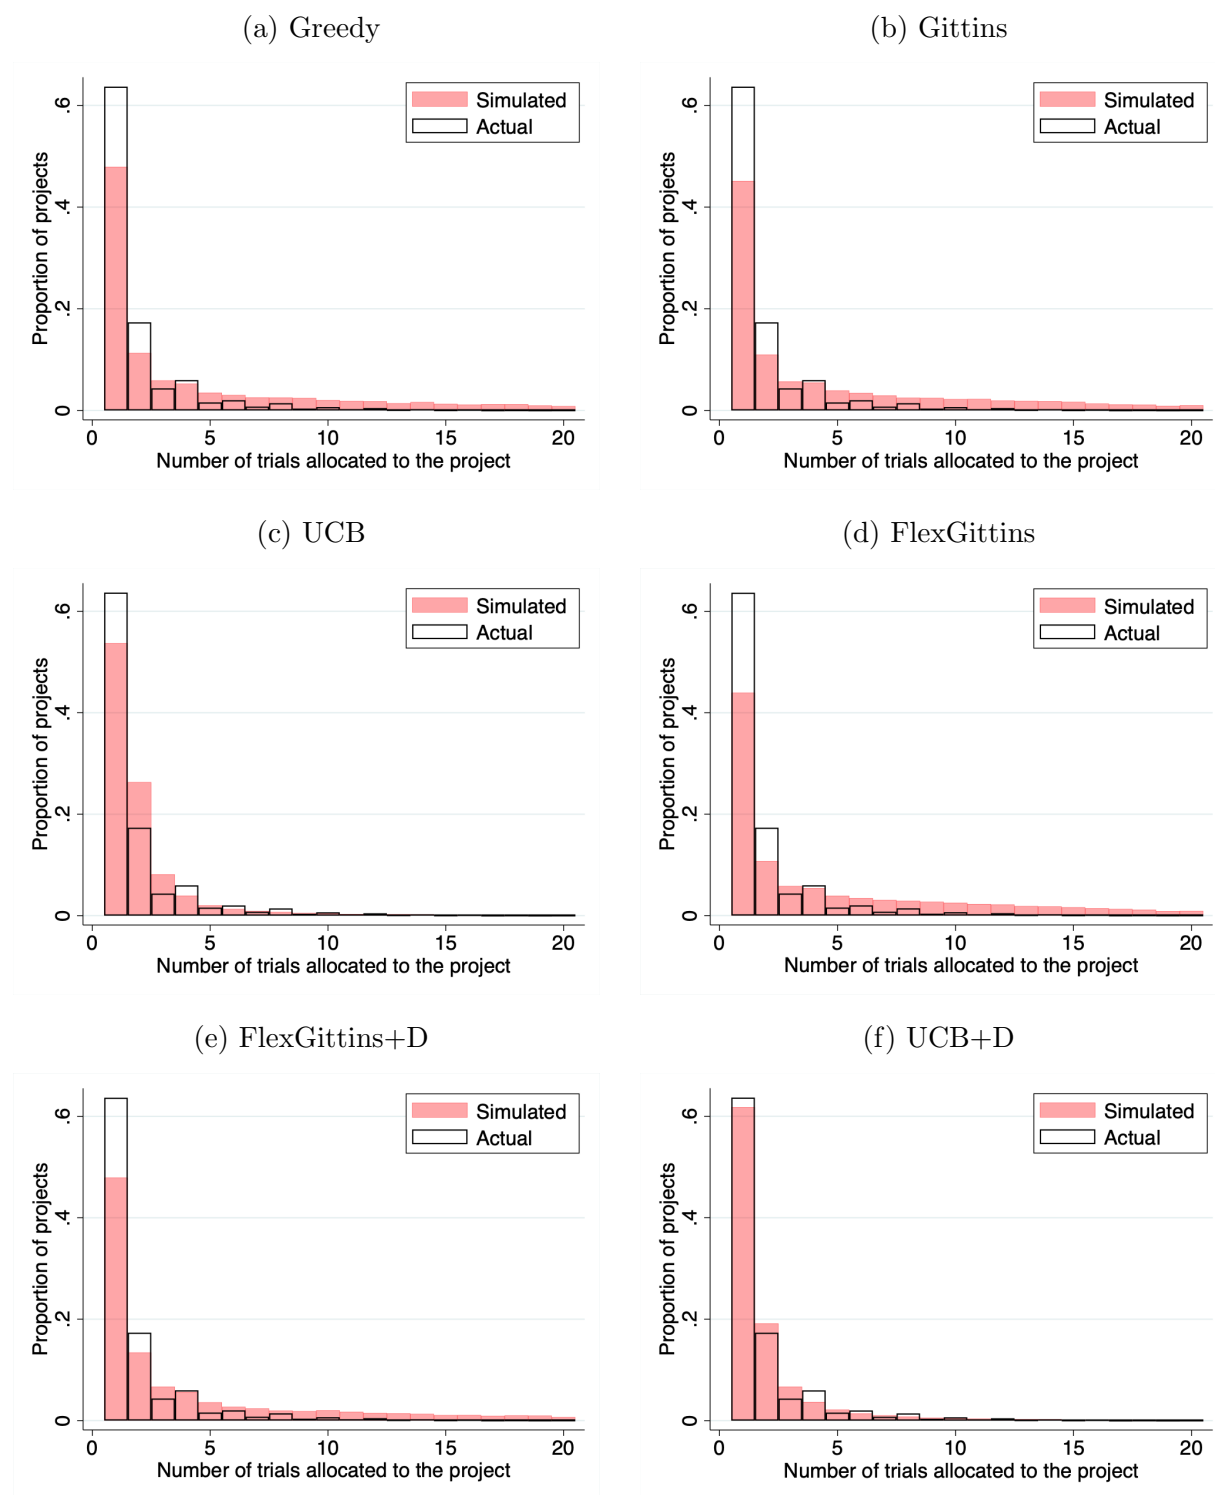 (a) Greedy
Proportion of projects
.6
.4
.2
0
Simulated
Actual
0 5 10 15 20
Number of trials allocated to the project
(b) Gittins
Proportion of projects
.6
.4
.2
0
Simulated
Actual
0 5 10 15 20
Number of trials allocated to the project
(c) UCB
Proportion of projects
.6
.4
.2
0
Simulated
Actual
0 5 10 15 20
Number of trials allocated to the project
(d) FlexGittins
Proportion of projects
.6
.4
.2
0
Simulated
Actual
0 5 10 15 20
Number of trials allocated to the project
(e) FlexGittins+D
Proportion of projects
.6
.4
.2
0
Simulated
Actual
0 5 10 15 20
Number of trials allocated to the project
(f) UCB+D
Proportion of projects
.6
.4
.2
0
Simulated
Actual
0 5 10 15 20
Number of trials allocated to the project